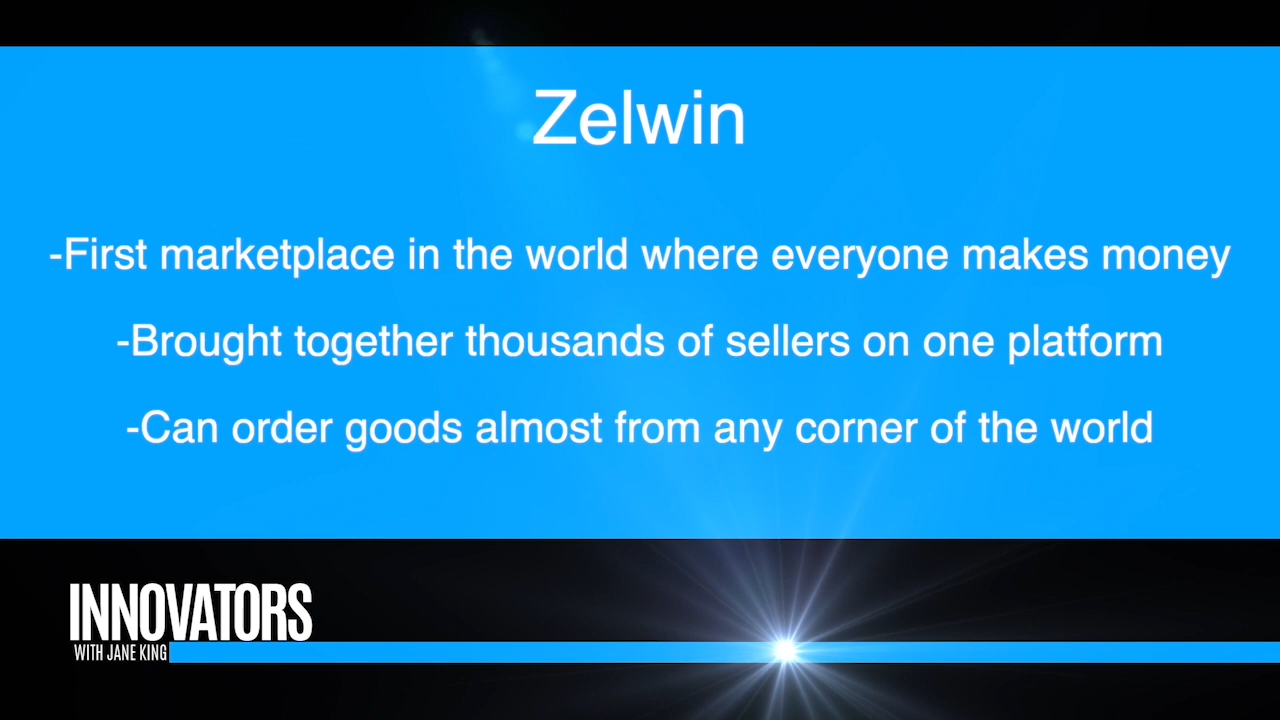 Zelwin
-First marketplace in the world where everyone makes money
-Brought together thousands of sellers on one platform
-Can order goods almost from any corner of the world
INNOVATORS
WITH JANE KING